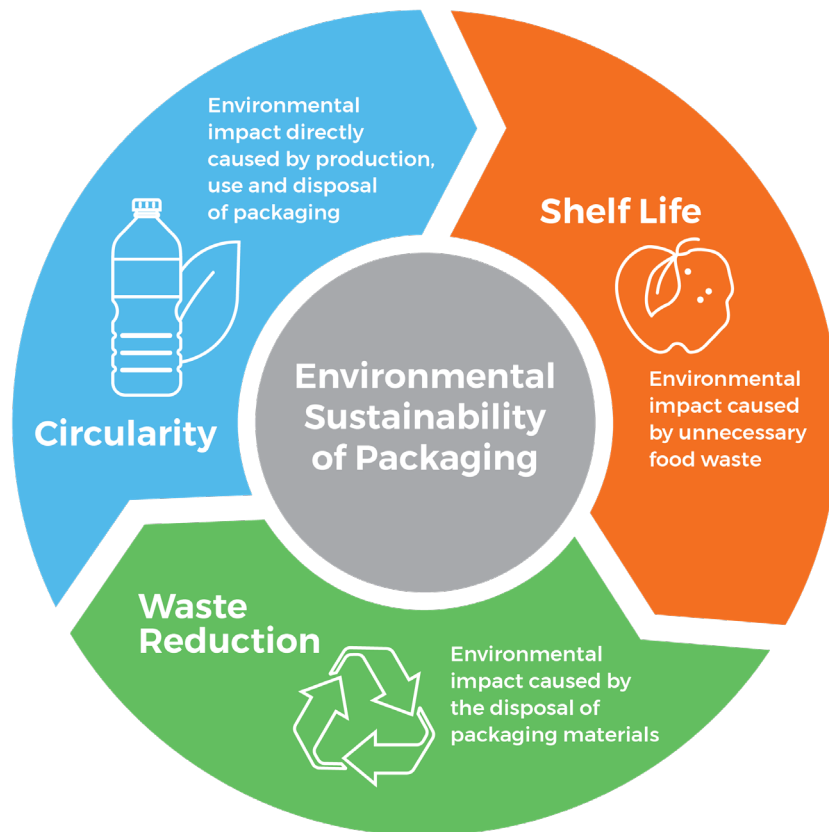 Environmental
impact directly
caused by production,
use and disposal
of packaging
Circularity
Shelf Life
Environmental
impact caused
by unnecessary
food waste
Environmental
Sustainability
of Packaging
Waste
Reduction
Environmental
impact caused by
the disposal of
packaging materials